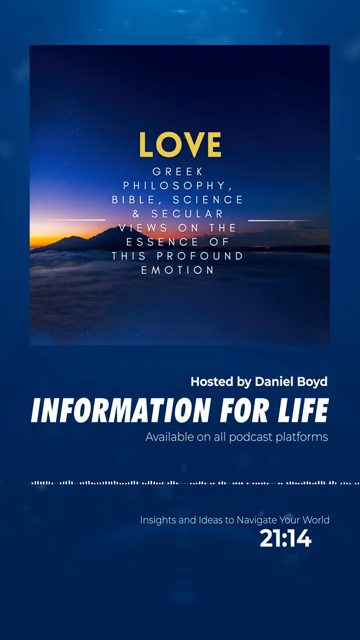 LOVE
GREEK
PHILOSOPHY,
BIBLE, SCIENCE
& SECULAR
VIEWS ON THE
ESSENCE OF
THIS PROFOUND
EMOTION
Hosted by Daniel Boyd
INFORMATION FOR LIFE
Available on all podcast platforms
Insights and Ideas to Navigate Your World
21:14